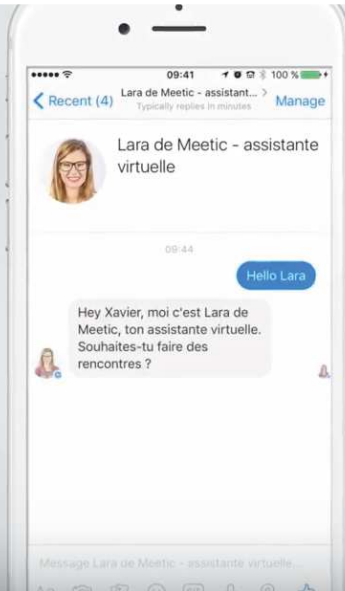 09:41
100 %
Recent (4)
Lara de Meetic - assistant...
Manage
Typically replies in minutes
Lara de Meetic - assistante
virtuelle
09:44
Hello Lara
Hey Xavier, moi c'est Lara de
Meetic, ton assistante virtuelle.
Souhaites-tu faire des
rencontres ?
Message Lara de Meetic - assistante virtuelle...
Aa